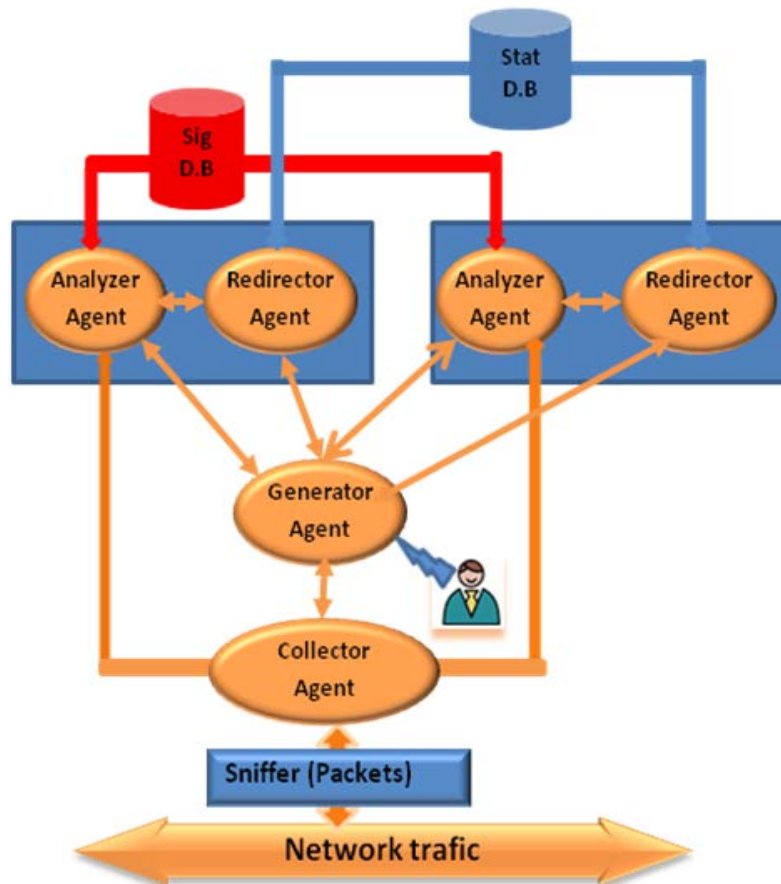 Stat
D.B
Sig
D.B
Analyzer
Agent
Redirector
Agent
Analyzer
Agent
Redirector
Agent
Generator
Agent
Collector
Agent
Sniffer (Packets)
Network trafic